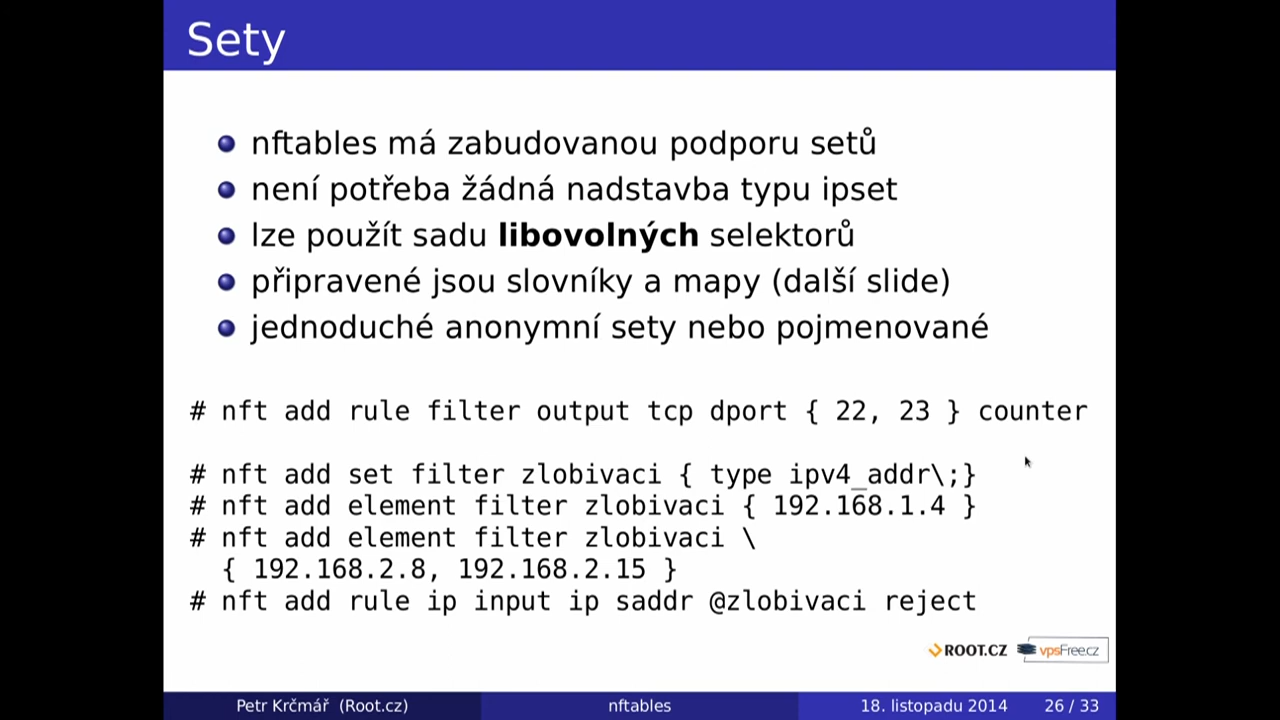 Sety
nftables má zabudovanou podporu setů
není potřeba žádná nadstavba typu ipset
lze použít sadu libovolných selektorů
připravené jsou slovníky a mapy (další slide)
jednoduché anonymní sety nebo pojmenované
# nft add rule filter output tcp dport { 22, 23 } counter
# nft add set filter zlobivaci { type ipv4_addr\;}
# nft add element filter zlobivaci { 192.168.1.4 }
# nft add element filter zlobivaci \
{ 192.168.2.8, 192.168.2.15 }
# nft add rule ip input ip saddr @zlobivaci reject
ROOT.CZ vpsFree.cz
Petr Krčmář (Root.cz) nftables 18. listopadu 2014 26 / 33